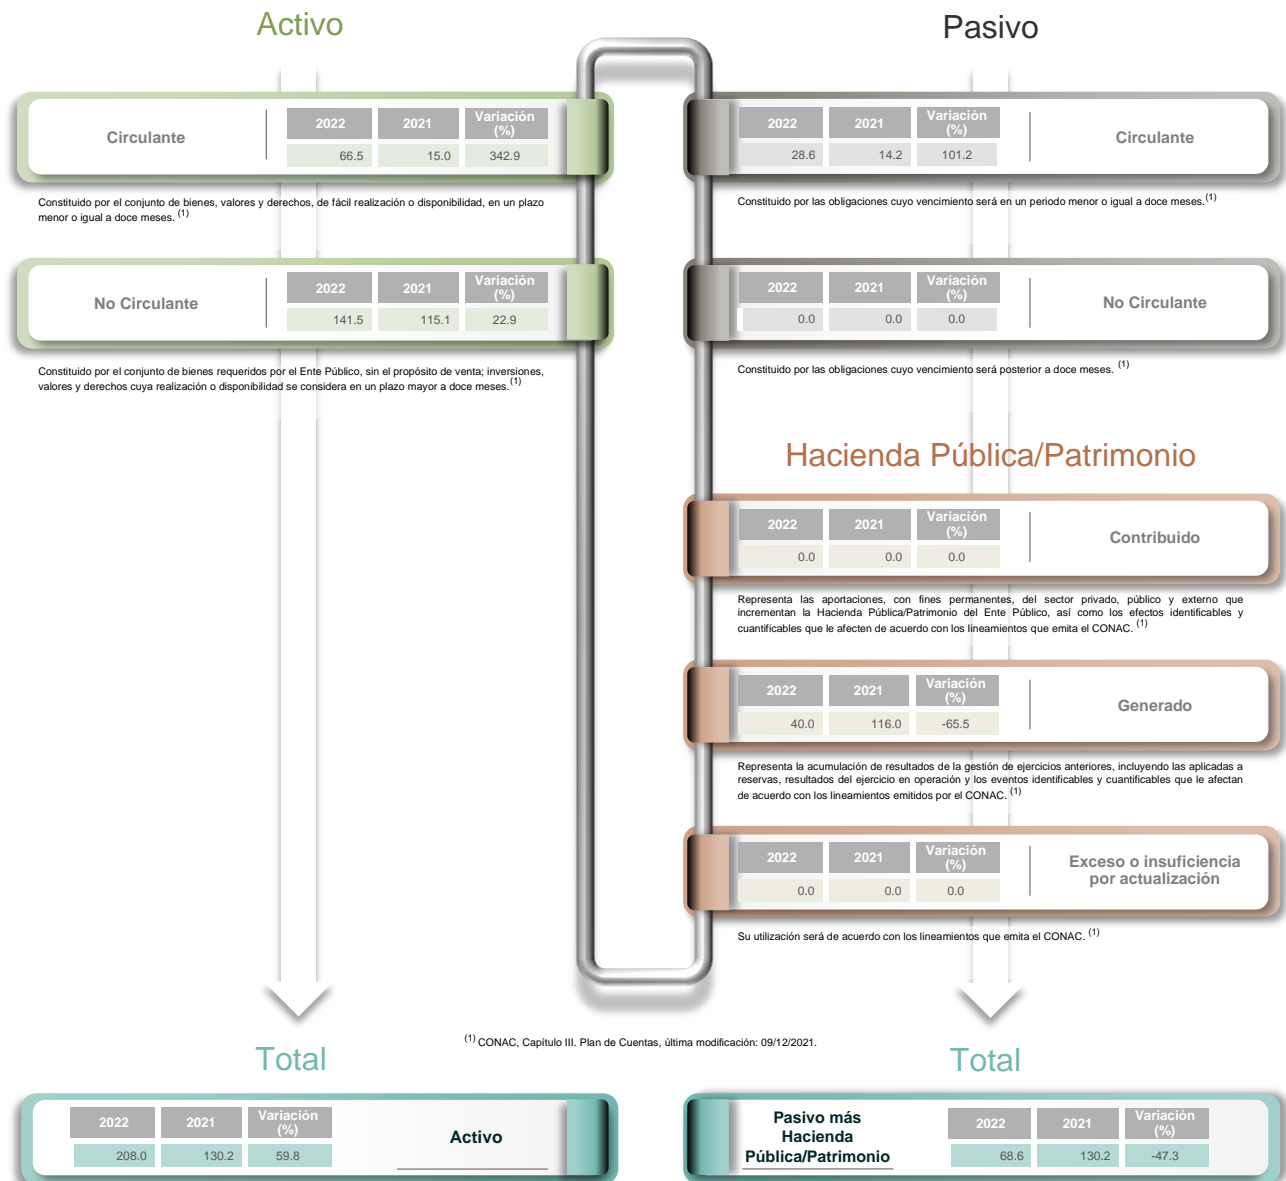 Activo
Circulante
2022 2021 Variación (%)
66.5 15.0 342.9
Constituido por el conjunto de bienes, valores y derechos, de fácil realización o disponibilidad, en un plazo
menor o igual a doce meses. (1)
No Circulante
2022 2021 Variación (%)
141.5 115.1 22.9
Constituido por el conjunto de bienes requeridos por el Ente Público, sin el propósito de venta; inversiones,
valores y derechos cuya realización o disponibilidad se considera en un plazo mayor a doce meses. (1)
Pasivo
2022 2021 Variación (%)
28.6 14.2 101.2
Circulante
Constituido por las obligaciones cuyo vencimiento será en un periodo menor o igual a doce meses. (1)
2022 2021 Variación (%)
0.0 0.0 0.0
No Circulante
Constituido por las obligaciones cuyo vencimiento será posterior a doce meses. (1)
Hacienda Pública/Patrimonio
2022 2021 Variación (%)
0.0 0.0 0.0
Contribuido
Representa las aportaciones, con fines permanentes, del sector privado, público y externo que
incrementan la Hacienda Pública/Patrimonio del Ente Público, así como los efectos identificables y
cuantificables que le afecten de acuerdo con los lineamientos que emita el CONAC. (1)
2022 2021 Variación (%)
40.0 116.0 -65.5
Generado
Representa la acumulación de resultados de la gestión de ejercicios anteriores, incluyendo las aplicadas a
reservas, resultados del ejercicio en operación y los eventos identificables y cuantificables que le afectan
de acuerdo con los lineamientos emitidos por el CONAC. (1)
2022 2021 Variación (%)
0.0 0.0 0.0
Exceso o insuficiencia
por actualización
Su utilización será de acuerdo con los lineamientos que emita el CONAC. (1)
(1) CONAC, Capítulo III. Plan de Cuentas, última modificación: 09/12/2021.
Total
2022 2021 Variación (%)
208.0 130.2 59.8
Activo
Total
Pasivo más
Hacienda
Pública/Patrimonio
2022 2021 Variación (%)
68.6 130.2 -47.3